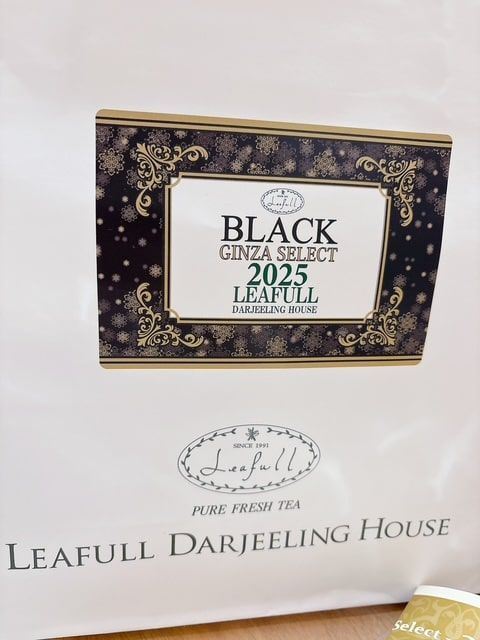 Leafull
BLACK
GINZA SELECT
2025
LEAFULL
DARJEELING HOUSE
SINCE 1991
Leafull
PURE FRESH TEA
LEAFULL DARJEELING HOUSE
Select